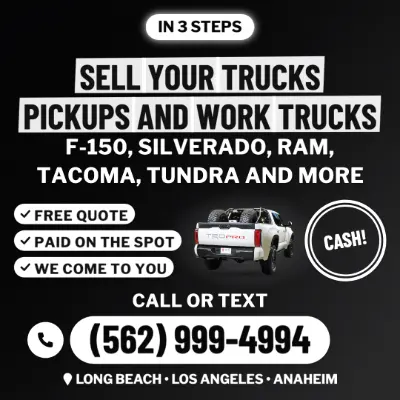 IN 3 STEPS
SELL YOUR TRUCKS
PICKUPS AND WORK TRUCKS
F-150, SILVERADO, RAM,
TACOMA, TUNDRA AND MORE
FREE QUOTE
PAID ON THE SPOT
WE COME TO YOU
TRD PRO
CASH!
CALL OR TEXT
(562) 999-4994
LONG BEACH • LOS ANGELES • ANAHEIM